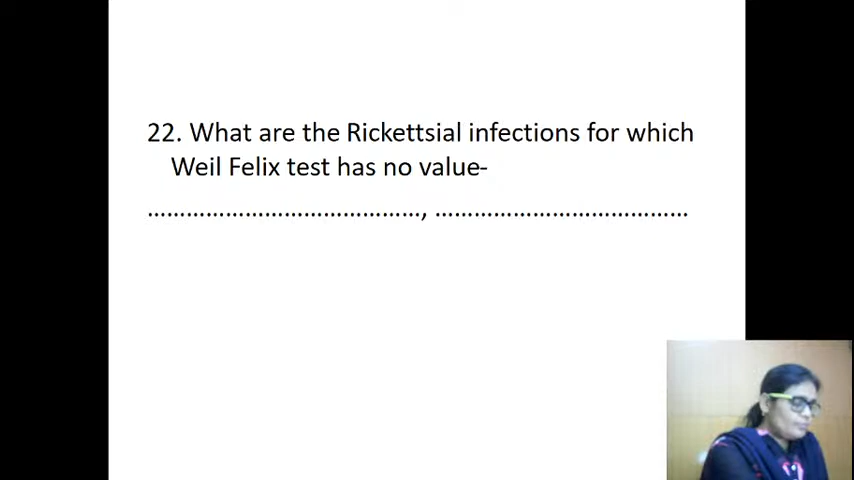 22. What are the Rickettsial infections for which
Weil Felix test has no value-
…………………………………….., …………………………………